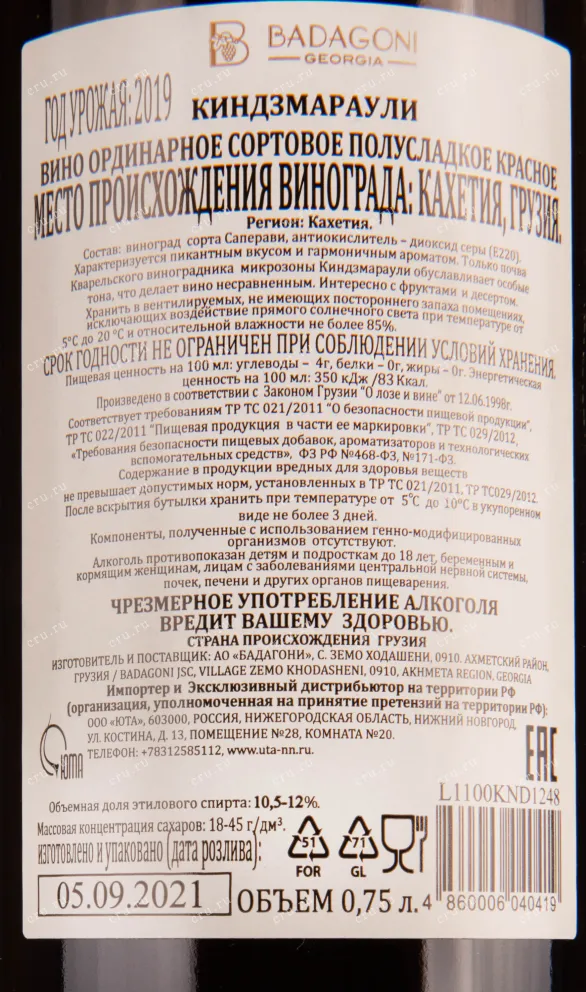 BADAGONI
GEORGIA
ГОД УРОЖАЯ: 2019
КИНДЗМАРАУЛИ
ВИНО ОРДИНАРНОЕ СОРТОВОЕ ПОЛУСЛАДКОЕ КРАСНОЕ
МЕСТО ПРОИСХОЖДЕНИЯ ВИНОГРАДА: КАХЕТИЯ, ГРУЗИЯ.
Регион: Кахетия.
Состав: виноград сорта Саперави, антиокислитель – диоксид серы (Е220).
Характеризуется пикантным вкусом и гармоничным ароматом. Только почва
Кварельского виноградника микрозоны Киндзмараули обуславливает особые
тона, что делает вино несравненным. Интересно с фруктами и десертом.
Хранить в вентилируемых, не имеющих постороннего запаха помещениях,
исключающих воздействие прямого солнечного света при температуре от
5°С до 20 °С и относительной влажности не более 85%.
СРОК ГОДНОСТИ НЕ ОГРАНИЧЕН ПРИ СОБЛЮДЕНИИ УСЛОВИЙ ХРАНЕНИЯ.
Пищевая ценность на 100 мл: углеводы – 4г, белки – 0г, жиры – 0г. Энергетическая
ценность на 100 мл: 350 кДж /83 Ккал.
Произведено в соответствии с Законом Грузии "О лозе и вине" от 12.06.1998г.
Соответствует требованиям ТР ТС 021/2011 "О безопасности пищевой продукции",
ТР ТС 022/2011 "Пищевая продукция в части ее маркировки", ТР ТС 029/2012,
«Требования безопасности пищевых добавок, ароматизаторов и технологических
вспомогательных средств», ФЗ РФ №468-ФЗ, №171-ФЗ.
Содержание в продукции вредных для здоровья веществ
не превышает допустимых норм, установленных в ТР ТС 021/2011, ТР ТС029/2012.
После вскрытия бутылки хранить при температуре от 5°С до 10°С в укупоренном
виде не более 3 дней.
Компоненты, полученные с использованием генно-модифицированных
организмов отсутствуют.
Алкоголь противопоказан детям и подросткам до 18 лет, беременным и
кормящим женщинам, лицам с заболеваниями центральной нервной системы,
почек, печени и других органов пищеварения.
ЧРЕЗМЕРНОЕ УПОТРЕБЛЕНИЕ АЛКОГОЛЯ
ВРЕДИТ ВАШЕМУ ЗДОРОВЬЮ.
СТРАНА ПРОИСХОЖДЕНИЯ ГРУЗИЯ
ИЗГОТОВИТЕЛЬ И ПОСТАВЩИК: АО «БАДАГОНИ», С. ЗЕМО ХОДАШЕНИ, 0910. АХМЕТСКИЙ РАЙОН,
ГРУЗИЯ / BADAGONI JSC, VILLAGE ZEMO KHODASHENI, 0910, AKHMETA REGION, GEORGIA
Импортер и Эксклюзивный дистрибьютор на территории РФ
(организация, уполномоченная на принятие претензий на территории РФ):
ООО «ЮТА», 603000, РОССИЯ, НИЖЕГОРОДСКАЯ ОБЛАСТЬ, НИЖНИЙ НОВГОРОД,
УЛ. КОСТИНА, Д. 13, ПОМЕЩЕНИЕ №28, КОМНАТА №20.
ТЕЛЕФОН: +78312585112, www.uta-nn.ru.
ЮТА
EAC
L1100KND1248
Объемная доля этилового спирта: 10,5-12%.
Массовая концентрация сахаров: 18-45 г/дм³.
изготовлено и упаковано (дата розлива):
05.09.2021
51
FOR
71
GL
ОБЪЕМ 0,75 л.
4 860006 040419
cru.ru